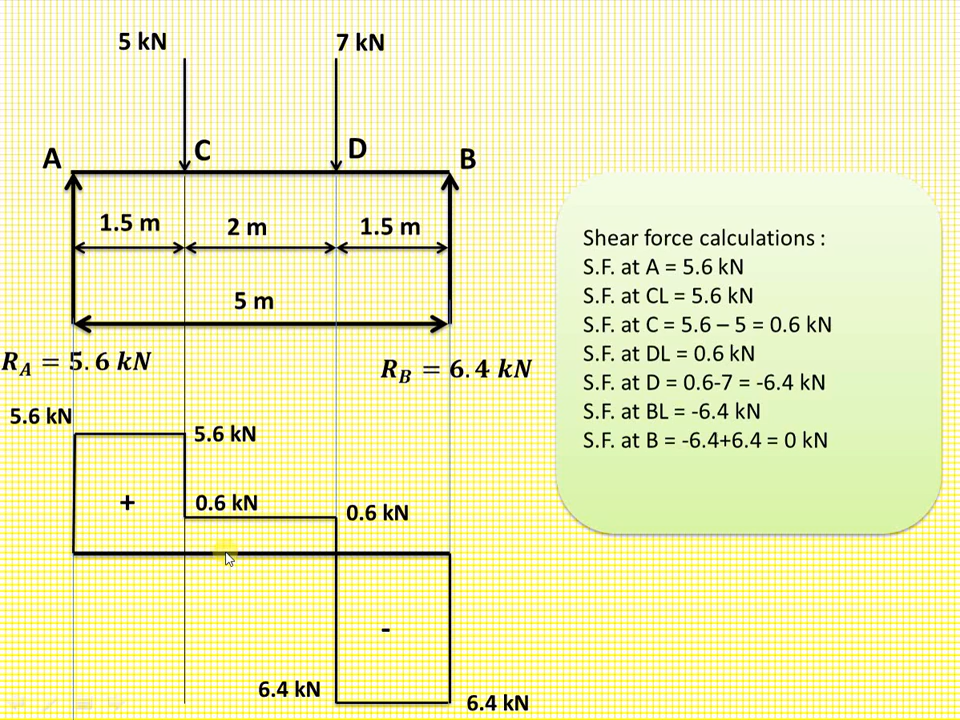 5 kN
7 kN
A
C
D
B
1.5 m
2 m
1.5 m
5 m
R_A = 5.6 kN
R_B = 6.4 kN
5.6 kN
5.6 kN
+
0.6 kN
0.6 kN
-
6.4 kN
6.4 kN
Shear force calculations :
S.F. at A = 5.6 kN
S.F. at CL = 5.6 kN
S.F. at C = 5.6 – 5 = 0.6 kN
S.F. at DL = 0.6 kN
S.F. at D = 0.6-7 = -6.4 kN
S.F. at BL = -6.4 kN
S.F. at B = -6.4+6.4 = 0 kN